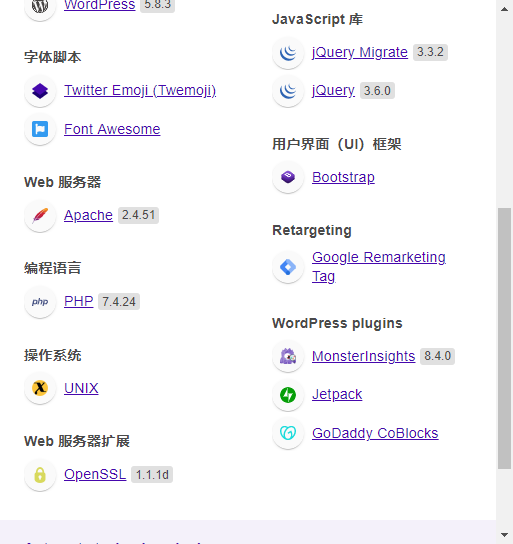 WordPress 5.8.3
字体脚本
Twitter Emoji (Twemoji)
Font Awesome
Web 服务器
Apache 2.4.51
编程语言
php PHP 7.4.24
操作系统
UNIX
Web 服务器扩展
OpenSSL 1.1.1d
JavaScript 库
jQuery Migrate 3.3.2
jQuery 3.6.0
用户界面（UI）框架
Bootstrap
Retargeting
Google Remarketing
Tag
WordPress plugins
MonsterInsights 8.4.0
Jetpack
GoDaddy CoBlocks